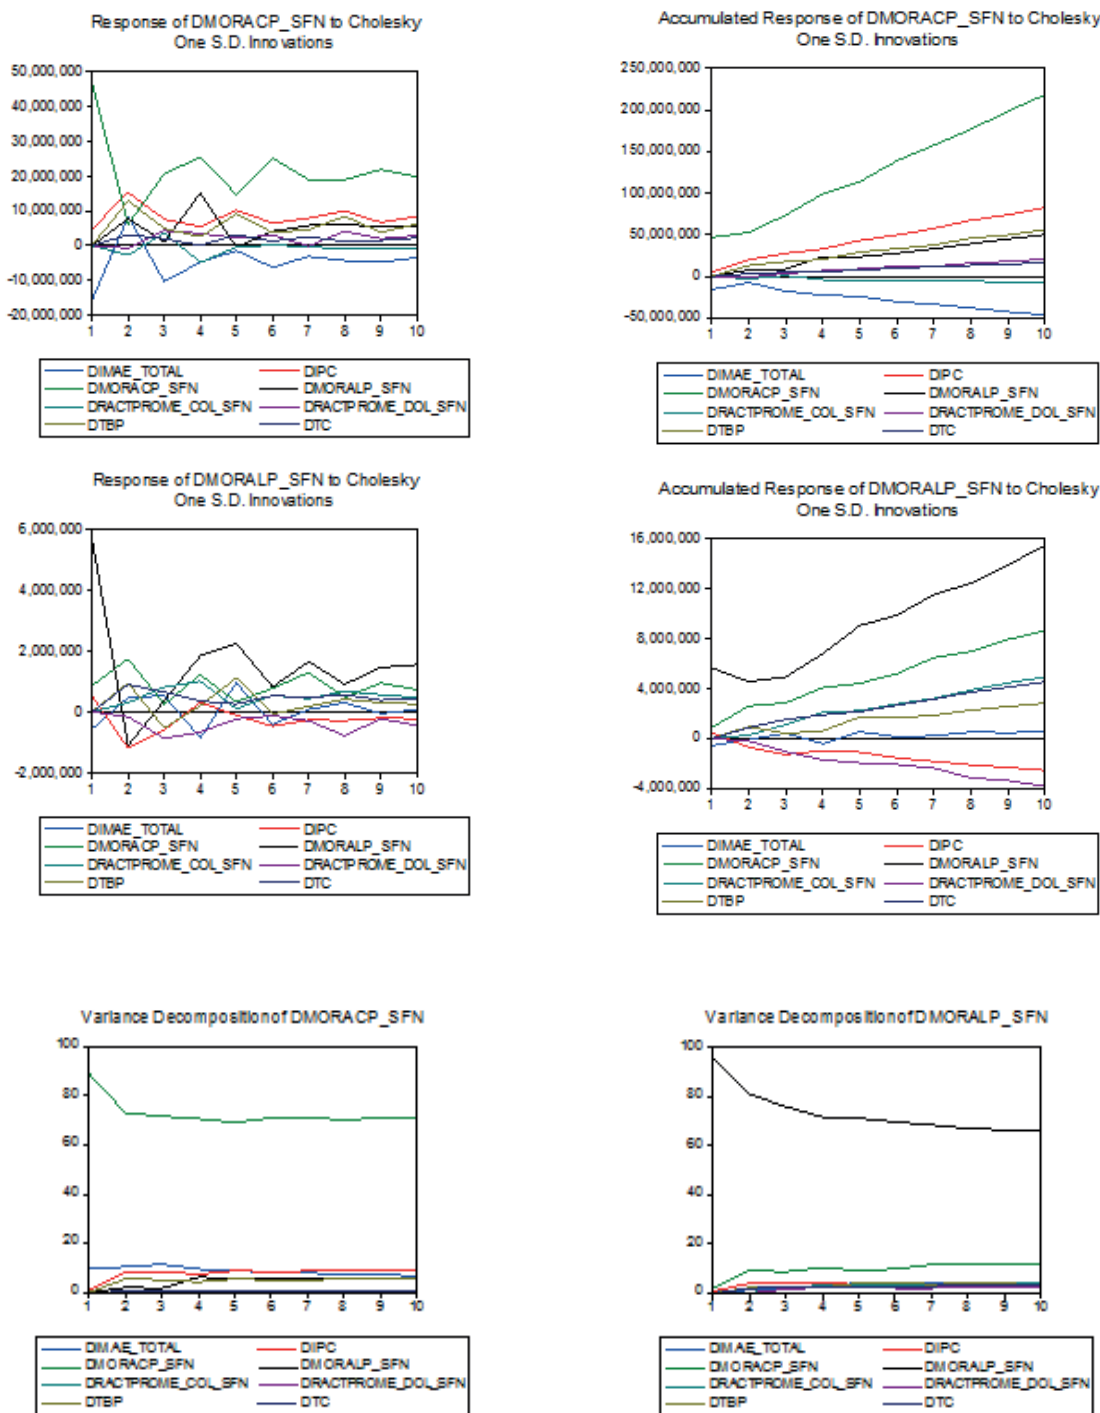 Response of DMORACP_SFN to Cholesky
One S.D. Innovations
50,000,000
40,000,000
30,000,000
20,000,000
10,000,000
0
-10,000,000
-20,000,000
1 2 3 4 5 6 7 8 9 10
DIMAE_TOTAL DIPC
DMORACP_SFN DMORALP_SFN
DRACTPROME_COL_SFN DRACTPROME_DOL_SFN
DTBP DTC
Accumulated Response of DMORACP_SFN to Cholesky
One S.D. Innovations
250,000,000
200,000,000
150,000,000
100,000,000
50,000,000
0
-50,000,000
1 2 3 4 5 6 7 8 9 10
DIMAE_TOTAL DIPC
DMORACP_SFN DMORALP_SFN
DRACTPROME_COL_SFN DRACTPROME_DOL_SFN
DTBP DTC
Response of DMORALP_SFN to Cholesky
One S.D. Innovations
6,000,000
4,000,000
2,000,000
0
-2,000,000
1 2 3 4 5 6 7 8 9 10
DIMAE_TOTAL DIPC
DMORACP_SFN DMORALP_SFN
DRACTPROME_COL_SFN DRACTPROME_DOL_SFN
DTBP DTC
Accumulated Response of DMORALP_SFN to Cholesky
One S.D. Innovations
16,000,000
12,000,000
8,000,000
4,000,000
0
-4,000,000
1 2 3 4 5 6 7 8 9 10
DIMAE_TOTAL DIPC
DMORACP_SFN DMORALP_SFN
DRACTPROME_COL_SFN DRACTPROME_DOL_SFN
DTBP DTC
Variance Decomposition of DMORACP_SFN
100
80
60
40
20
0
1 2 3 4 5 6 7 8 9 10
DIMAE_TOTAL DIPC
DMORACP_SFN DMORALP_SFN
DRACTPROME_COL_SFN DRACTPROME_DOL_SFN
DTBP DTC
Variance Decomposition of DMORALP_SFN
100
80
60
40
20
0
1 2 3 4 5 6 7 8 9 10
DIMAE_TOTAL DIPC
DMORACP_SFN DMORALP_SFN
DRACTPROME_COL_SFN DRACTPROME_DOL_SFN
DTBP DTC